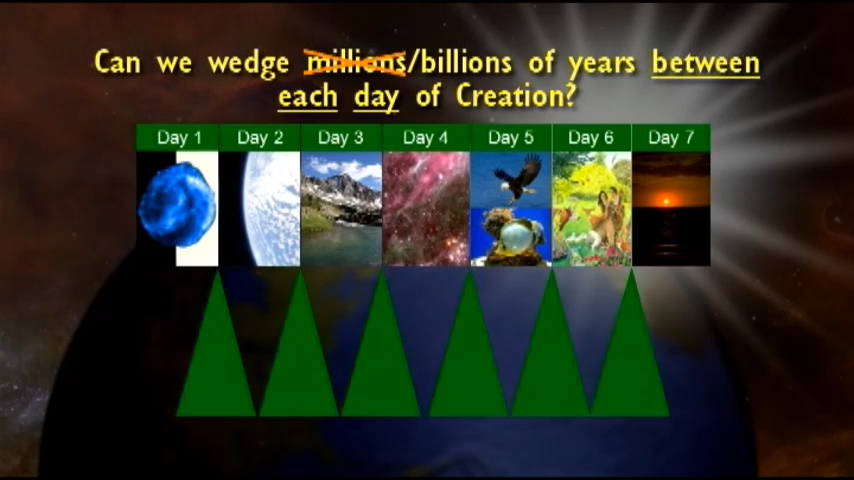 Can we wedge millions/billions of years between
each day of Creation?
Day 1 Day 2 Day 3 Day 4 Day 5 Day 6 Day 7